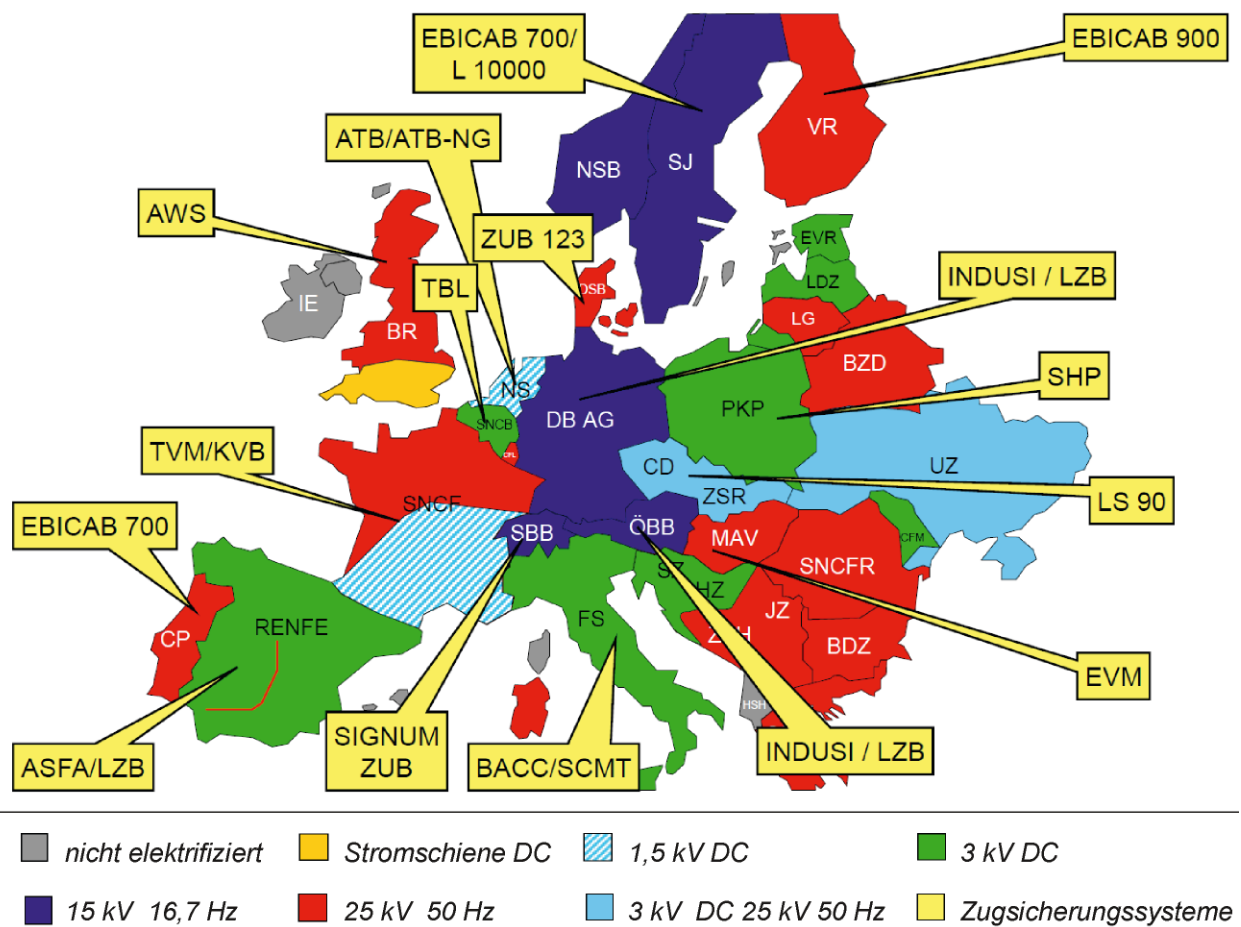 EBICAB 700/
L 10000
EBICAB 900
VR
ATB/ATB-NG
NSB
SJ
AWS
ZUB 123
EVR
INDUSI / LZB
TBL
DSB
LDZ
IE
LG
BR
BZD
SHP
NS
PKP
DB AG
SNCB
TVM/KVB
CFL
CD
UZ
ZSR
LS 90
SNCF
EBICAB 700
SBB
ÖBB
MAV
CFM
SNCFR
SZ
HZ
JZ
FS
RENFE
CP
BDZ
EVM
HSH
SIGNUM
ZUB
INDUSI / LZB
ASFA/LZB
BACC/SCMT
nicht elektrifiziert
Stromschiene DC
1,5 kV DC
3 kV DC
15 kV 16,7 Hz
25 kV 50 Hz
3 kV DC 25 kV 50 Hz
Zugsicherungssysteme